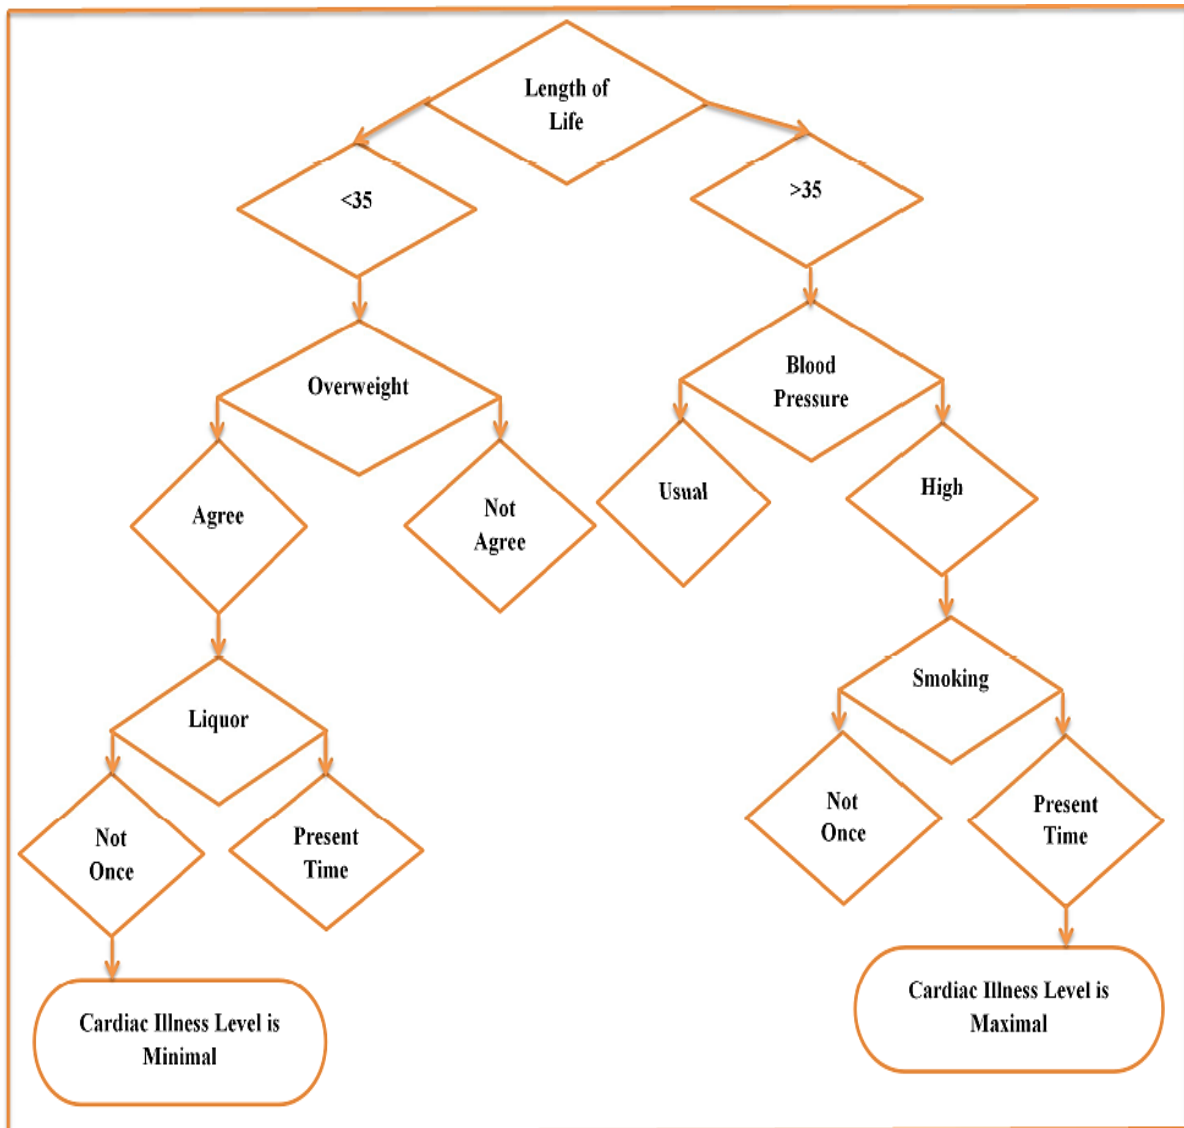 Length of
Life
<35
>35
Overweight
Blood
Pressure
Agree
Not
Agree
Usual
High
Liquor
Smoking
Not
Once
Present
Time
Not
Once
Present
Time
Cardiac Illness Level is
Minimal
Cardiac Illness Level is
Maximal